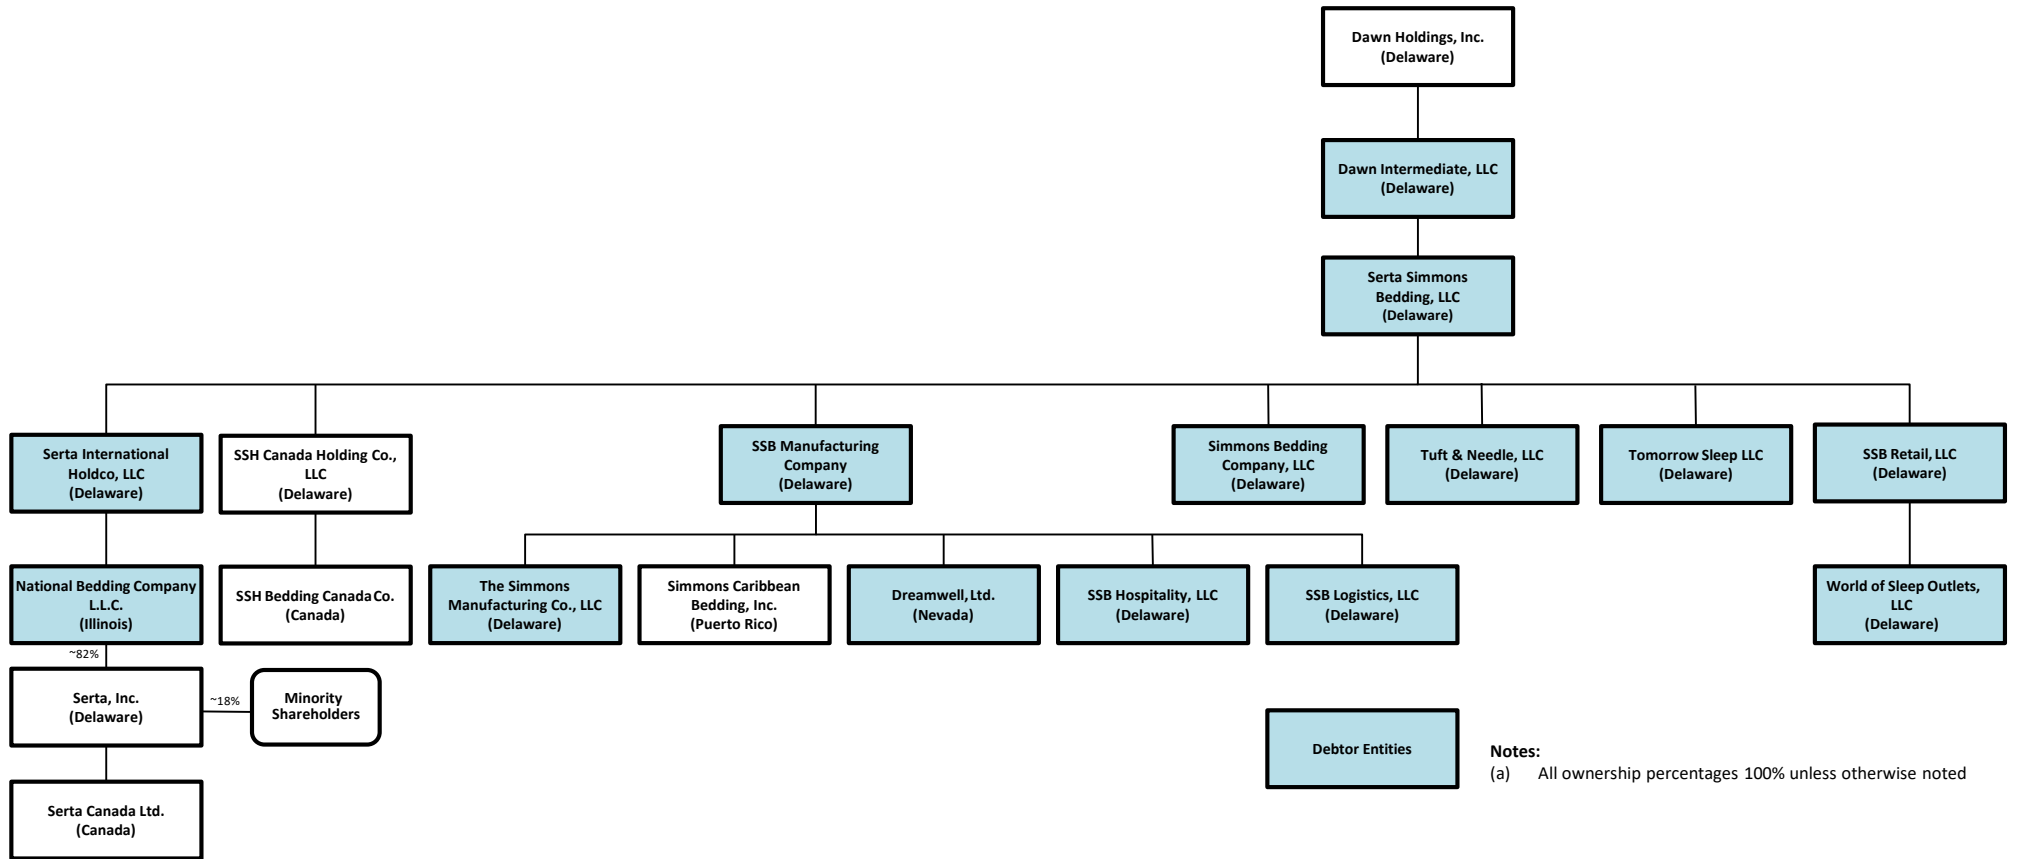 Dawn Holdings, Inc.
(Delaware)
Dawn Intermediate, LLC
(Delaware)
Serta Simmons
Bedding, LLC
(Delaware)
Serta International
Holdco, LLC
(Delaware)
SSH Canada Holding Co.,
LLC
(Delaware)
SSB Manufacturing
Company
(Delaware)
Simmons Bedding
Company, LLC
(Delaware)
Tuft & Needle, LLC
(Delaware)
Tomorrow Sleep LLC
(Delaware)
SSB Retail, LLC
(Delaware)
National Bedding Company
L.L.C.
(Illinois)
SSH Bedding Canada Co.
(Canada)
The Simmons
Manufacturing Co., LLC
(Delaware)
Simmons Caribbean
Bedding, Inc.
(Puerto Rico)
Dreamwell, Ltd.
(Nevada)
SSB Hospitality, LLC
(Delaware)
SSB Logistics, LLC
(Delaware)
World of Sleep Outlets,
LLC
(Delaware)
~82%
Serta, Inc.
(Delaware)
~18%
Minority
Shareholders
Serta Canada Ltd.
(Canada)
Debtor Entities
Notes:
(a) All ownership percentages 100% unless otherwise noted